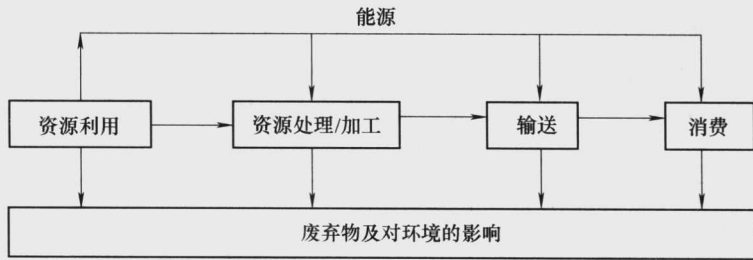 能源
资源利用
资源处理/加工
输送
消费
废弃物及对环境的影响